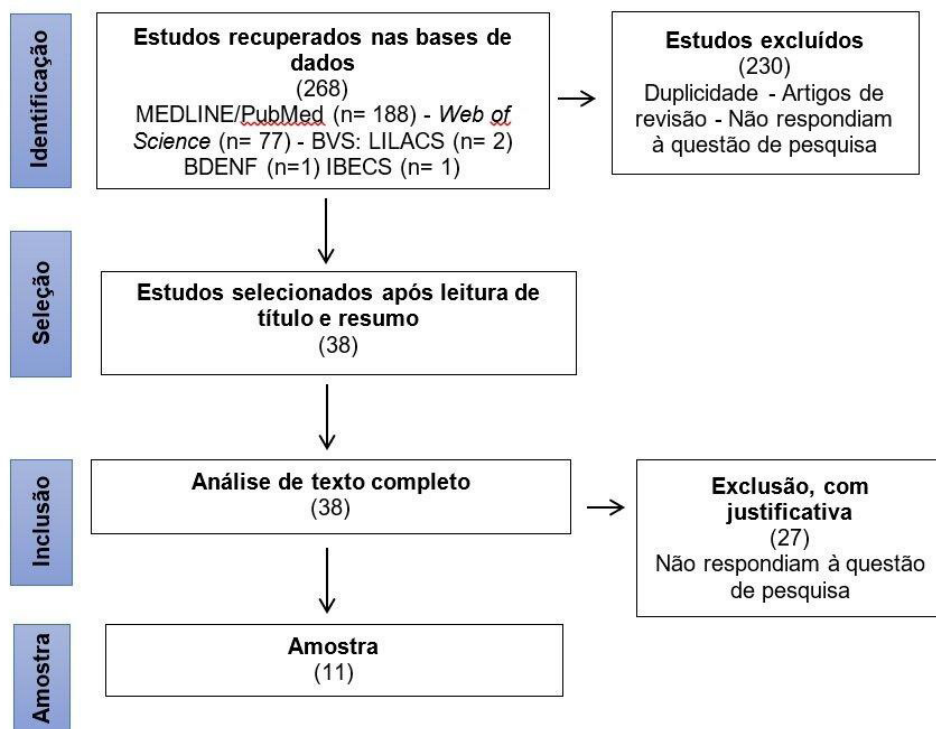 Identificação
Estudos recuperados nas bases de
dados
(268)
MEDLINE/PubMed (n= 188) - Web of
Science (n= 77) - BVS: LILACS (n= 2)
BDENF (n=1) IBECS (n= 1)
Estudos excluídos
(230)
Duplicidade - Artigos de
revisão - Não respondiam
à questão de pesquisa
Seleção
Estudos selecionados após leitura de
título e resumo
(38)
Inclusão
Análise de texto completo
(38)
Exclusão, com
justificativa
(27)
Não respondiam à questão
de pesquisa
Amostra
Amostra
(11)